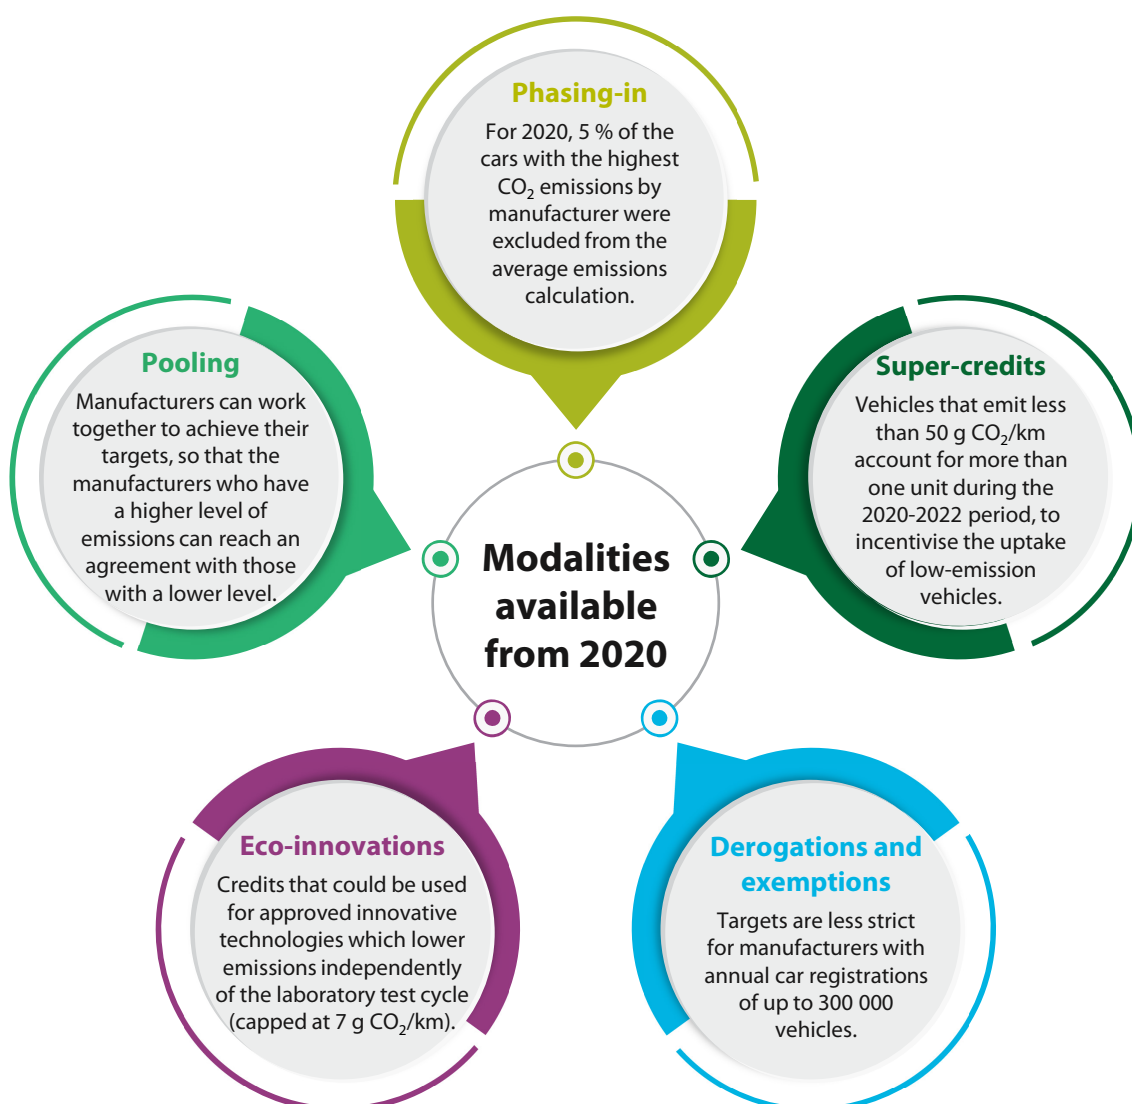 Phasing-in
For 2020, 5 % of the
cars with the highest
CO₂ emissions by
manufacturer were
excluded from the
average emissions
calculation.
Pooling
Manufacturers can work
together to achieve their
targets, so that the
manufacturers who have
a higher level of
emissions can reach an
agreement with those
with a lower level.
Super-credits
Vehicles that emit less
than 50 g CO₂/km
account for more than
one unit during the
2020-2022 period, to
incentivise the uptake
of low-emission
vehicles.
Modalities
available
from 2020
Eco-innovations
Credits that could be used
for approved innovative
technologies which lower
emissions independently
of the laboratory test cycle
(capped at 7 g CO₂/km).
Derogations and
exemptions
Targets are less strict
for manufacturers with
annual car registrations
of up to 300 000
vehicles.